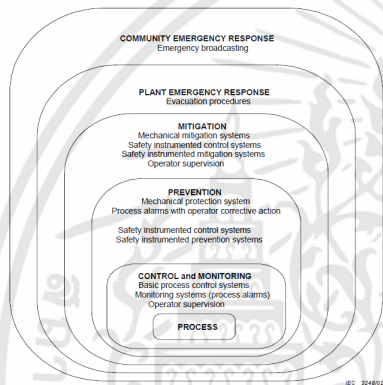 COMMUNITY EMERGENCY RESPONSE
Emergency broadcasting
PLANT EMERGENCY RESPONSE
Evacuation procedures
MITIGATION
Mechanical mitigation systems
Safety instrumented control systems
Safety instrumented mitigation systems
Operator supervision
PREVENTION
Mechanical protection system
Process alarms with operator corrective action
Safety instrumented control systems
Safety instrumented prevention systems
CONTROL and MONITORING
Basic process control systems
Monitoring systems (process alarms)
Operator supervision
PROCESS
IEC 3248/02